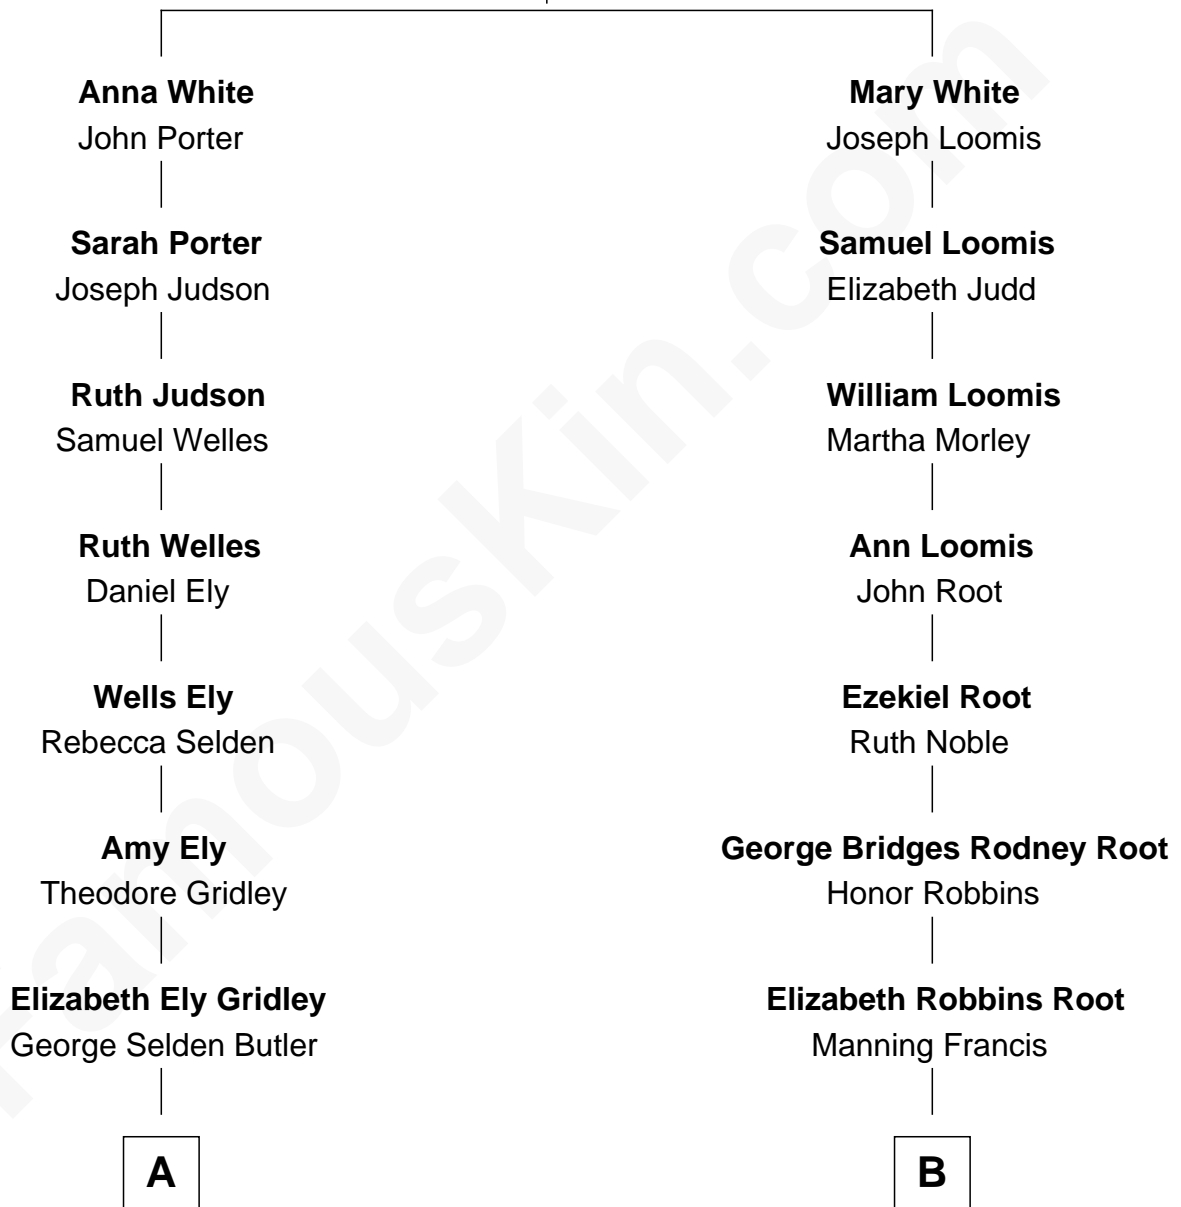 Anna White
John Porter
Mary White
Joseph Loomis
Sarah Porter
Joseph Judson
Samuel Loomis
Elizabeth Judd
Ruth Judson
Samuel Welles
William Loomis
Martha Morley
Ruth Welles
Daniel Ely
Ann Loomis
John Root
Wells Ely
Rebecca Selden
Ezekiel Root
Ruth Noble
Amy Ely
Theodore Gridley
George Bridges Rodney Root
Honor Robbins
Elizabeth Ely Gridley
George Selden Butler
Elizabeth Robbins Root
Manning Francis
A
B
FamousKin.com